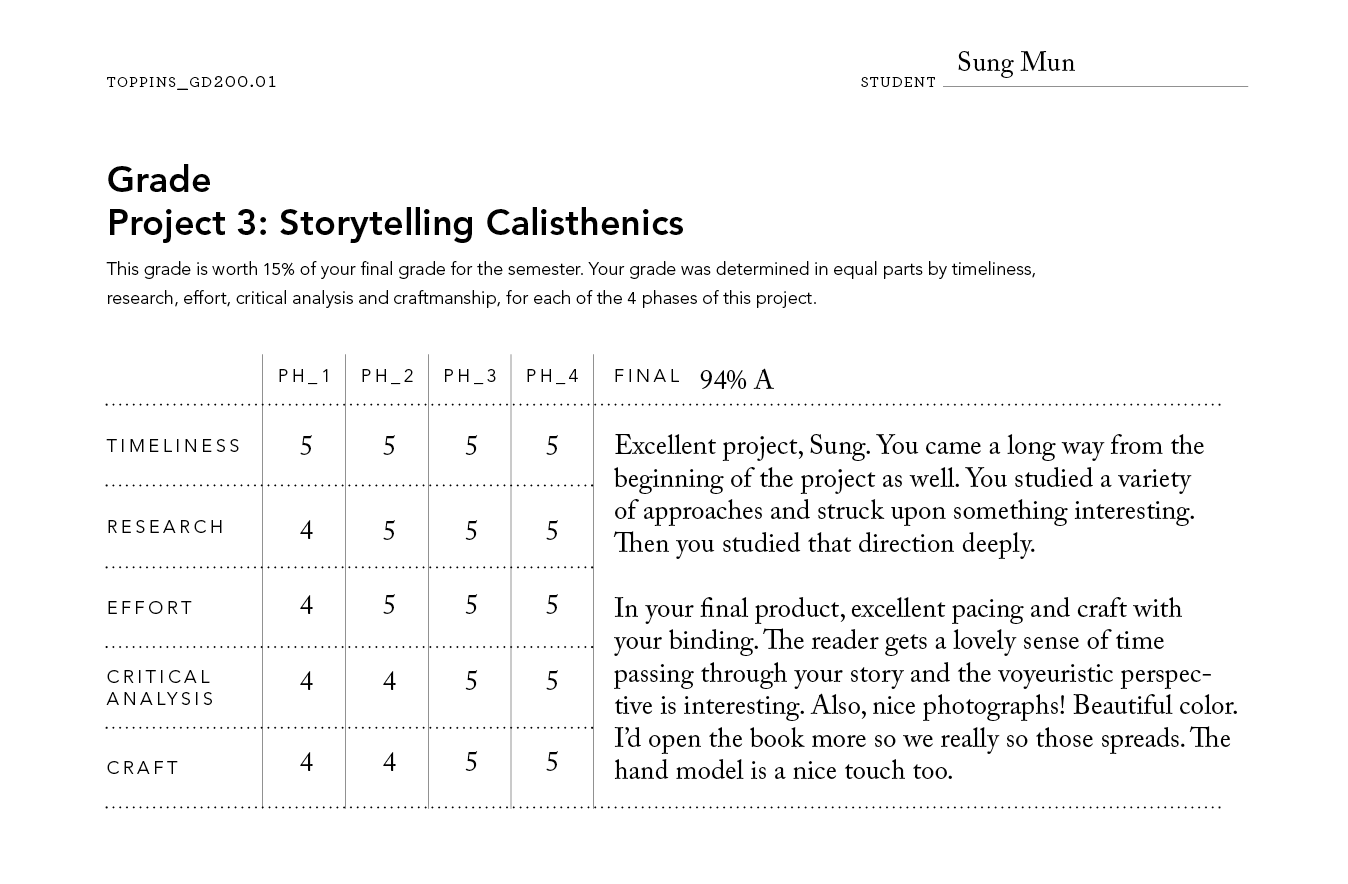 TOPPINS_GD200.01
STUDENT Sung Mun
Grade
Project 3: Storytelling Calisthenics
This grade is worth 15% of your final grade for the semester. Your grade was determined in equal parts by timeliness,
research, effort, critical analysis and craftmanship, for each of the 4 phases of this project.
PH_1 PH_2 PH_3 PH_4 FINAL 94% A
TIMELINESS 5 5 5 5
RESEARCH 4 5 5 5
EFFORT 4 5 5 5
CRITICAL
ANALYSIS 4 4 5 5
CRAFT 4 4 5 5
Excellent project, Sung. You came a long way from the
beginning of the project as well. You studied a variety
of approaches and struck upon something interesting.
Then you studied that direction deeply.
In your final product, excellent pacing and craft with
your binding. The reader gets a lovely sense of time
passing through your story and the voyeuristic perspec-
tive is interesting. Also, nice photographs! Beautiful color.
I'd open the book more so we really so those spreads. The
hand model is a nice touch too.